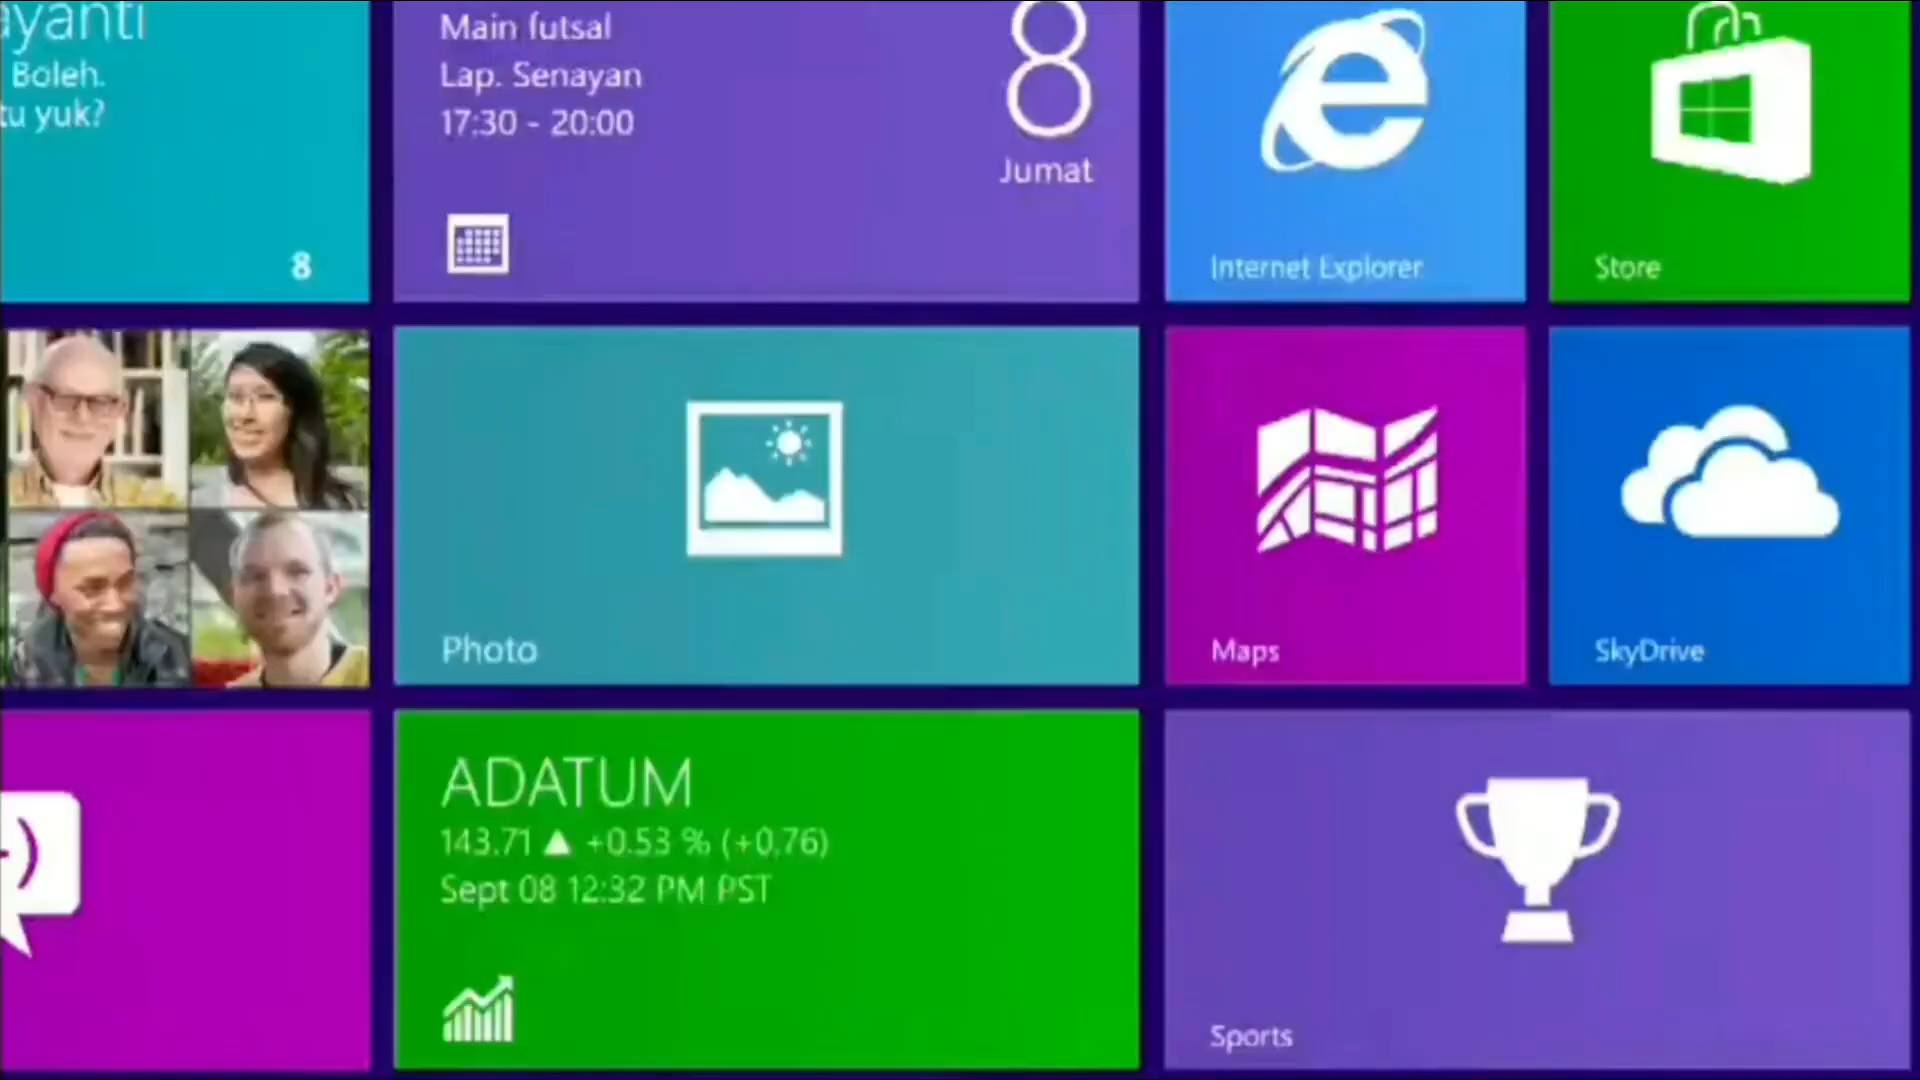 ayanti
Boleh.
tu yuk?
8
Main futsal
Lap. Senayan
17:30 - 20:00
8
Jumat
Internet Explorer
Store
Photo
Maps
SkyDrive
:-)
ADATUM
143.71 ▲ +0.53 % (+0.76)
Sept 08 12:32 PM PST
Sports